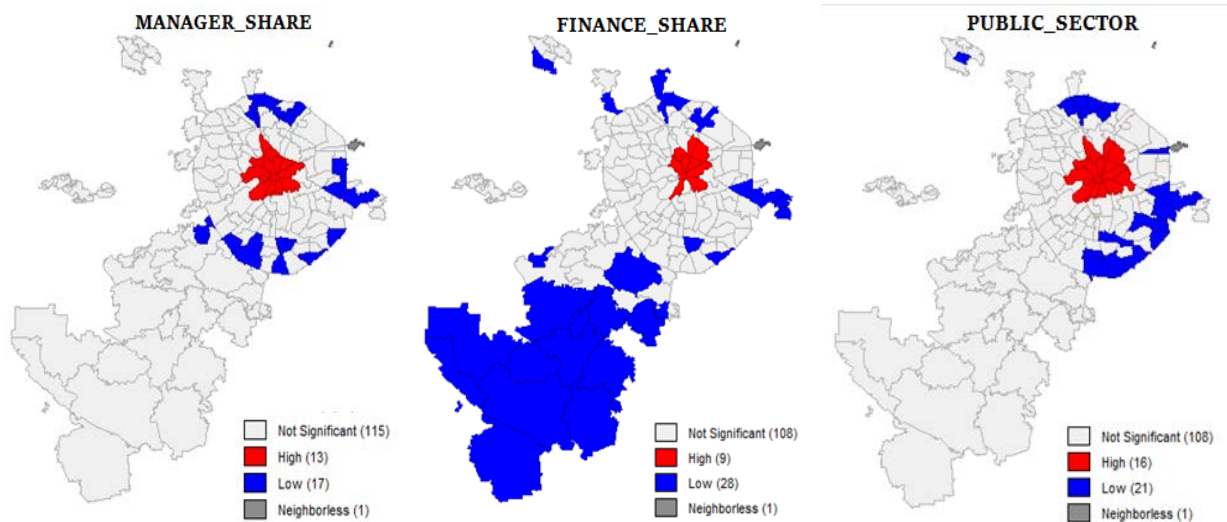 MANAGER_SHARE
FINANCE_SHARE
PUBLIC_SECTOR
Not Significant (115)
High (13)
Low (17)
Neighborless (1)
Not Significant (108)
High (9)
Low (28)
Neighborless (1)
Not Significant (108)
High (16)
Low (21)
Neighborless (1)